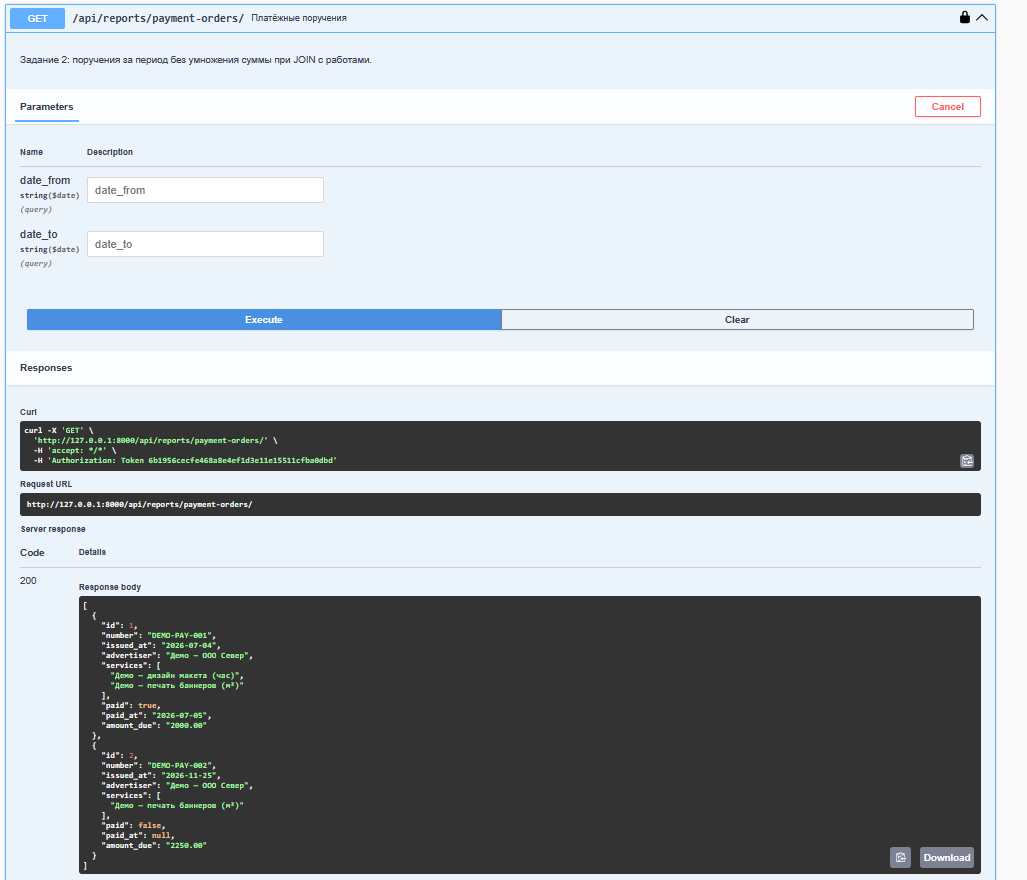 GET /api/reports/payment-orders/ Платёжные поручения
Задание 2: поручения за период без умножения суммы при JOIN с работами.
Parameters Cancel
Name Description
date_from date_from
string($date)
(query)
date_to date_to
string($date)
(query)
Execute Clear
Responses
Curl
curl -X 'GET' \
'http://127.0.0.1:8000/api/reports/payment-orders/' \
-H 'accept: */*' \
-H 'Authorization: Token 6b1956cecfe468a8e4ef1d3e11e15511cfba0dbd'
Request URL
http://127.0.0.1:8000/api/reports/payment-orders/
Server response
Code Details
200
Response body
[
{
"id": 1,
"number": "DEMO-PAY-001",
"issued_at": "2026-07-04",
"advertiser": "Демо — ООО Север",
"services": [
"Демо — дизайн макета (час)",
"Демо — печать баннеров (м²)"
],
"paid": true,
"paid_at": "2026-07-05",
"amount_due": "2000.00"
},
{
"id": 2,
"number": "DEMO-PAY-002",
"issued_at": "2026-11-25",
"advertiser": "Демо — ООО Север",
"services": [
"Демо — печать баннеров (м²)"
],
"paid": false,
"paid_at": null,
"amount_due": "2250.00"
}
]
Download